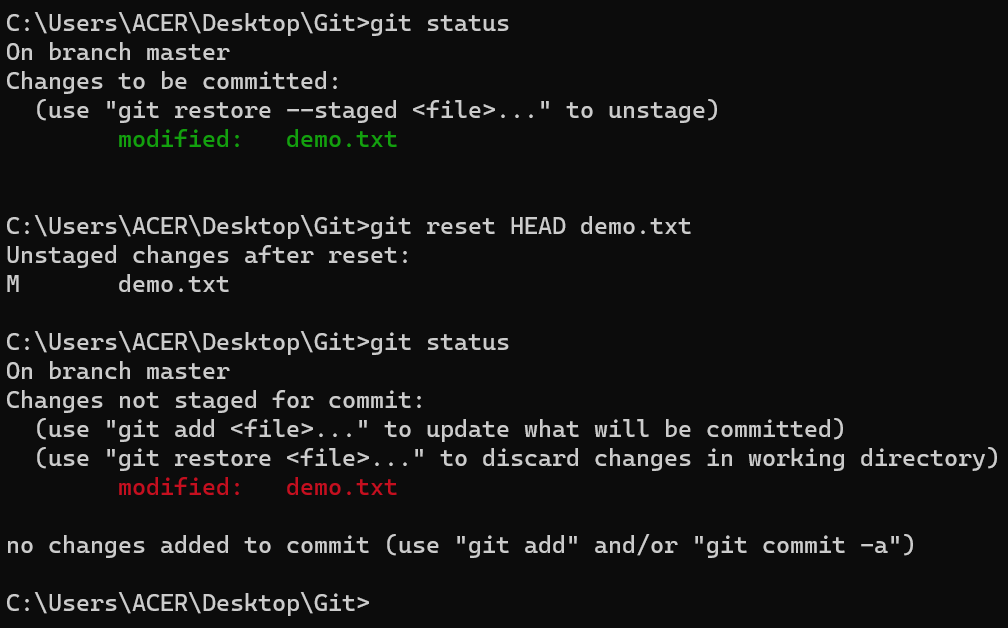 C:\Users\ACER\Desktop\Git>git status
On branch master
Changes to be committed:
  (use "git restore --staged <file>..." to unstage)
        modified:   demo.txt

C:\Users\ACER\Desktop\Git>git reset HEAD demo.txt
Unstaged changes after reset:
M       demo.txt

C:\Users\ACER\Desktop\Git>git status
On branch master
Changes not staged for commit:
  (use "git add <file>..." to update what will be committed)
  (use "git restore <file>..." to discard changes in working directory)
        modified:   demo.txt

no changes added to commit (use "git add" and/or "git commit -a")

C:\Users\ACER\Desktop\Git>